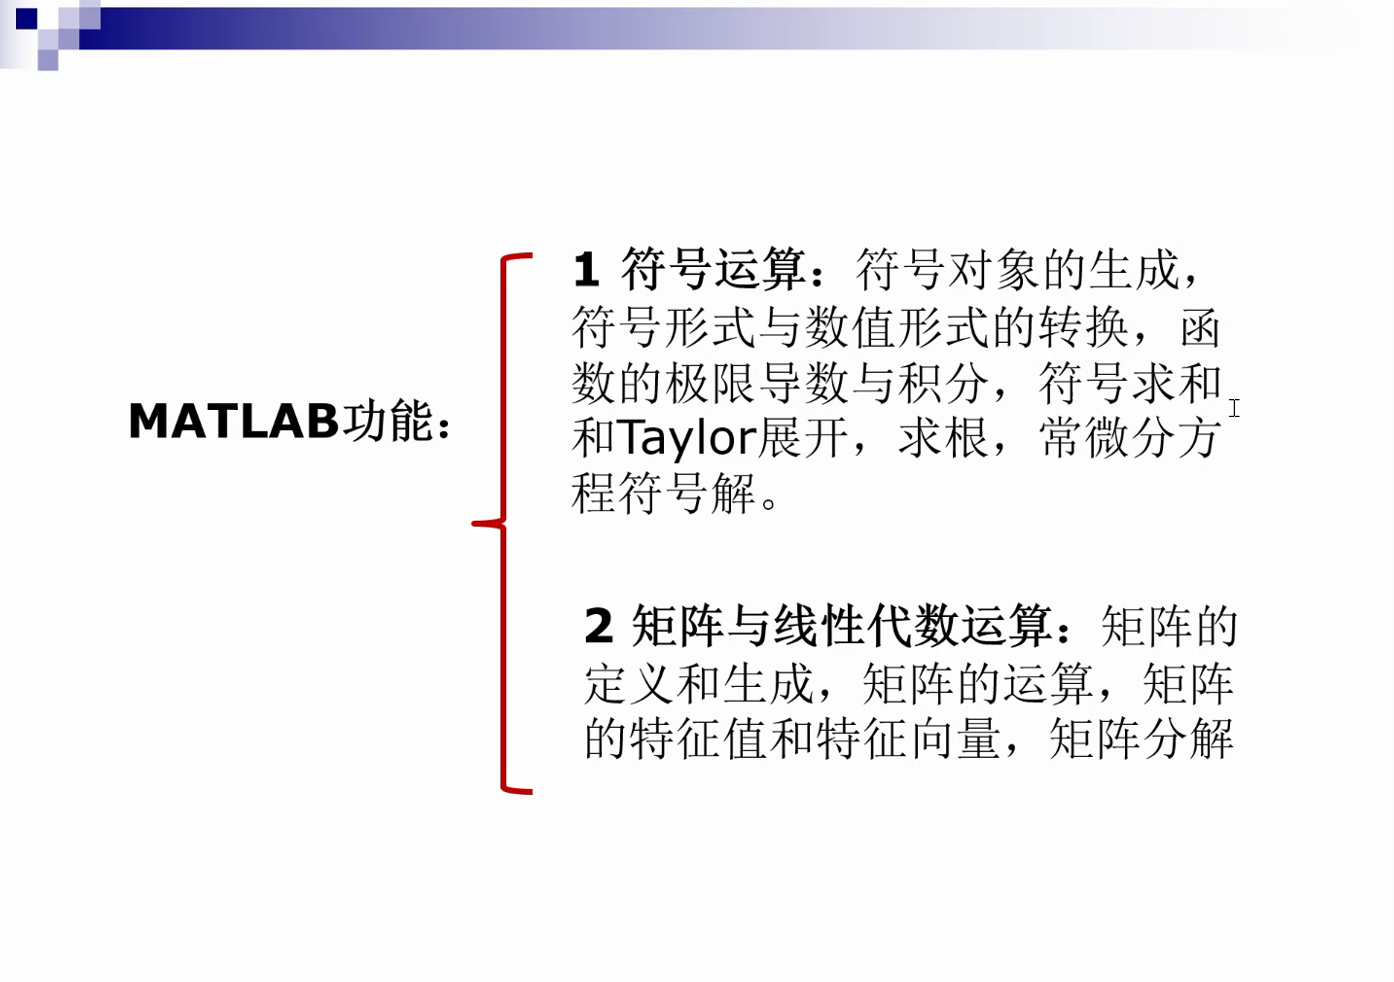 MATLAB功能：
1 符号运算：符号对象的生成，
符号形式与数值形式的转换，函
数的极限导数与积分，符号求和
和Taylor展开，求根，常微分方
程符号解。
2 矩阵与线性代数运算：矩阵的
定义和生成，矩阵的运算，矩阵
的特征值和特征向量，矩阵分解